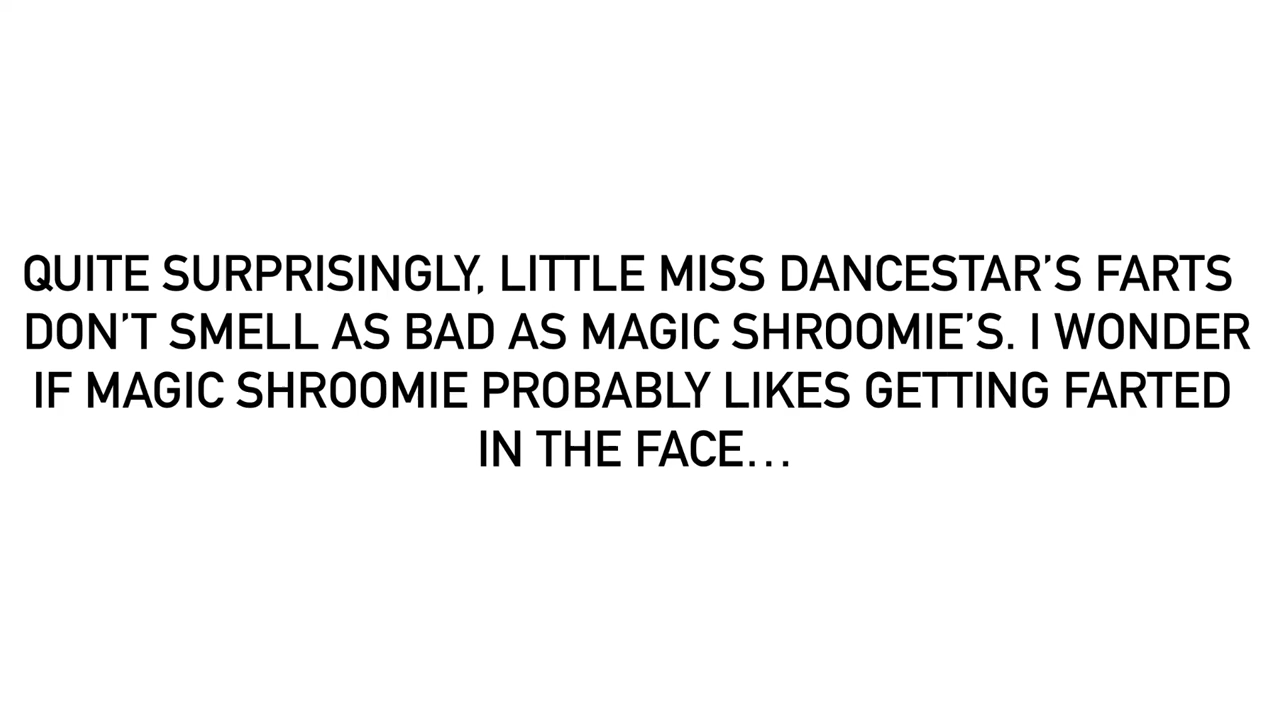 QUITE SURPRISINGLY, LITTLE MISS DANCESTAR’S FARTS
DON’T SMELL AS BAD AS MAGIC SHROOMIE’S. I WONDER
IF MAGIC SHROOMIE PROBABLY LIKES GETTING FARTED
IN THE FACE…